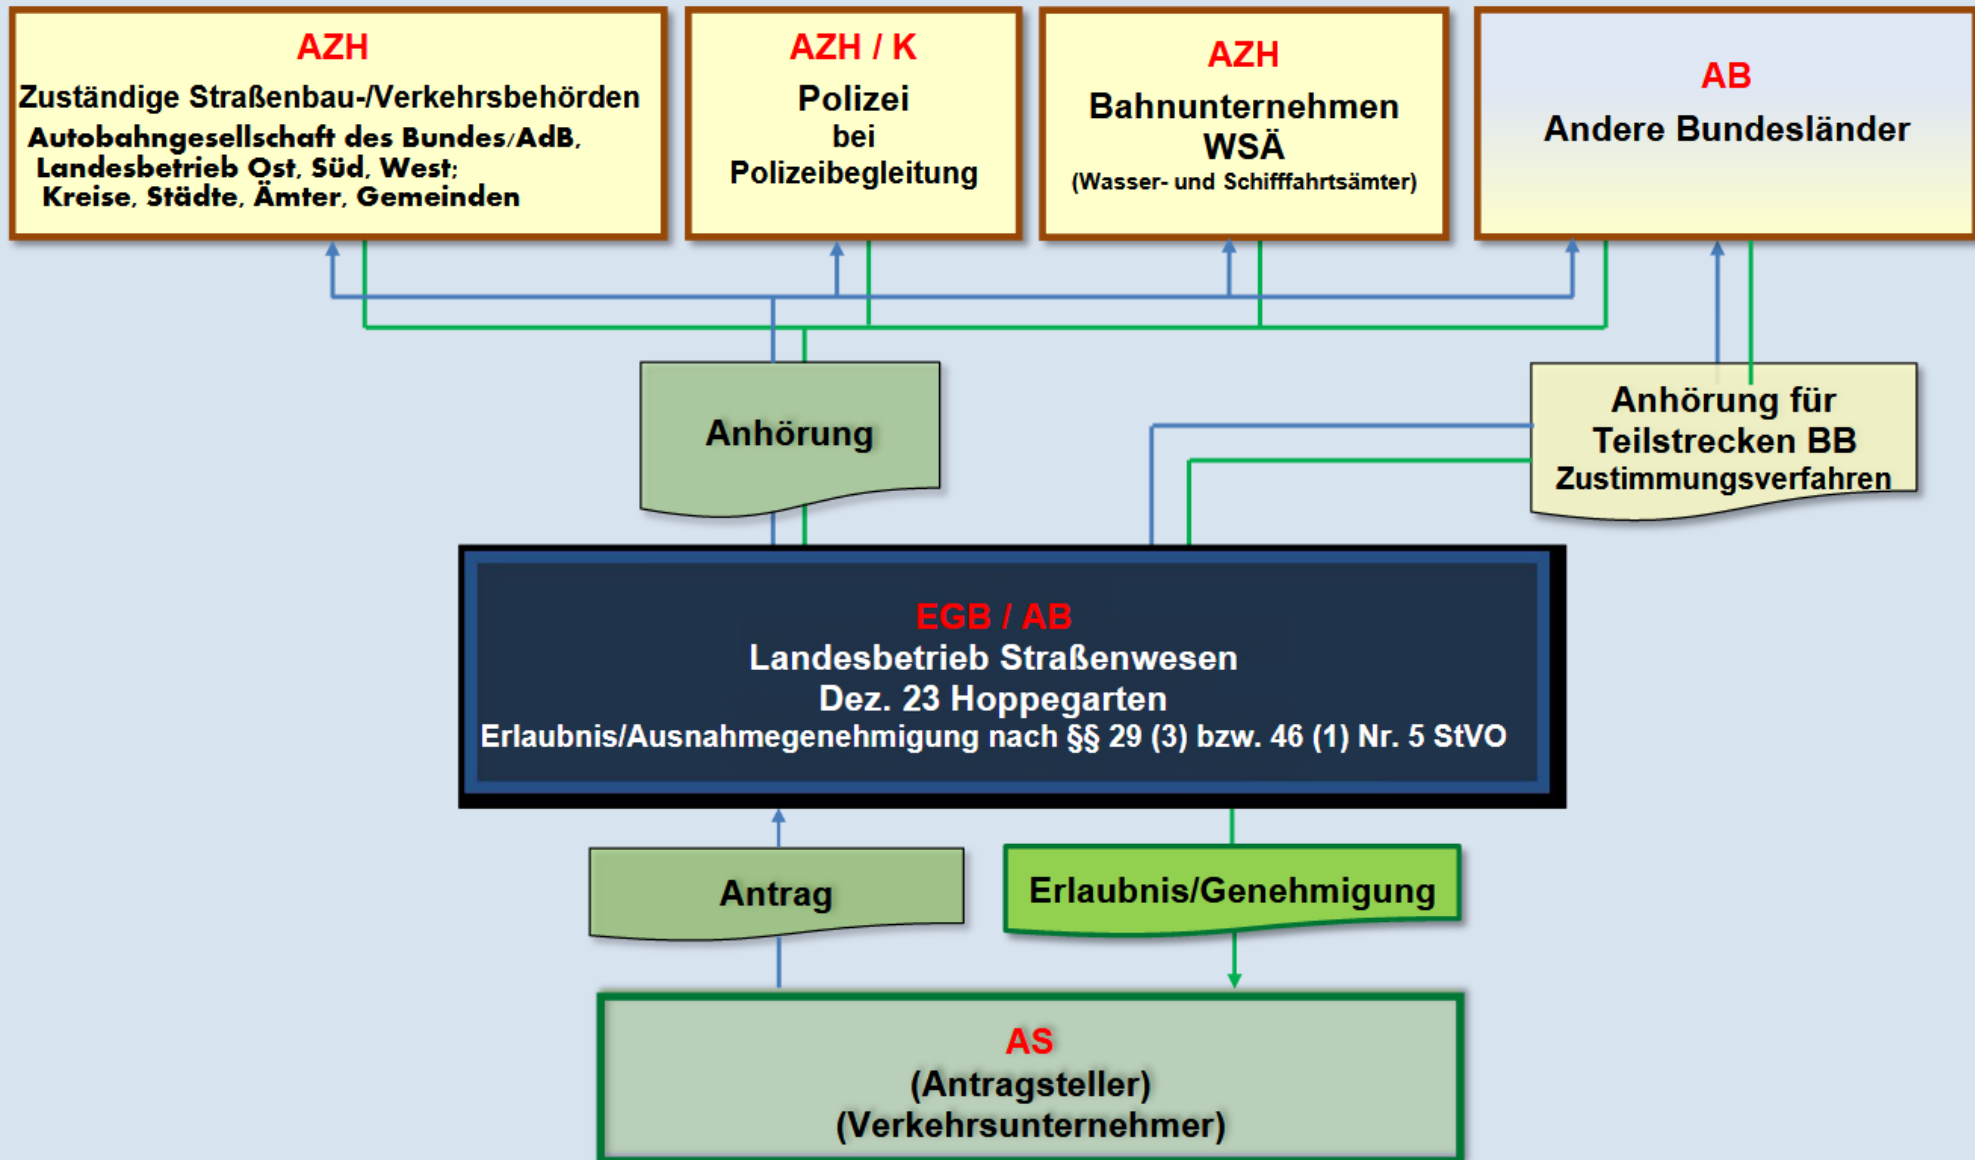 AZH
Zuständige Straßenbau-/Verkehrsbehörden
Autobahngesellschaft des Bundes/AdB,
Landesbetrieb Ost, Süd, West;
Kreise, Städte, Ämter, Gemeinden
AZH / K
Polizei
bei
Polizeibegleitung
AZH
Bahnunternehmen
WSÄ
(Wasser- und Schifffahrtsämter)
AB
Andere Bundesländer
Anhörung
Anhörung für
Teilstrecken BB
Zustimmungsverfahren
EGB / AB
Landesbetrieb Straßenwesen
Dez. 23 Hoppegarten
Erlaubnis/Ausnahmegenehmigung nach §§ 29 (3) bzw. 46 (1) Nr. 5 StVO
Antrag
Erlaubnis/Genehmigung
AS
(Antragsteller)
(Verkehrsunternehmer)